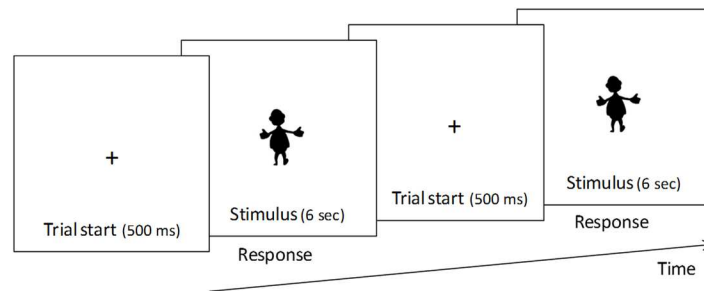 +
Trial start (500 ms)
Stimulus (6 sec)
Response
+
Trial start (500 ms)
Stimulus (6 sec)
Response
Time